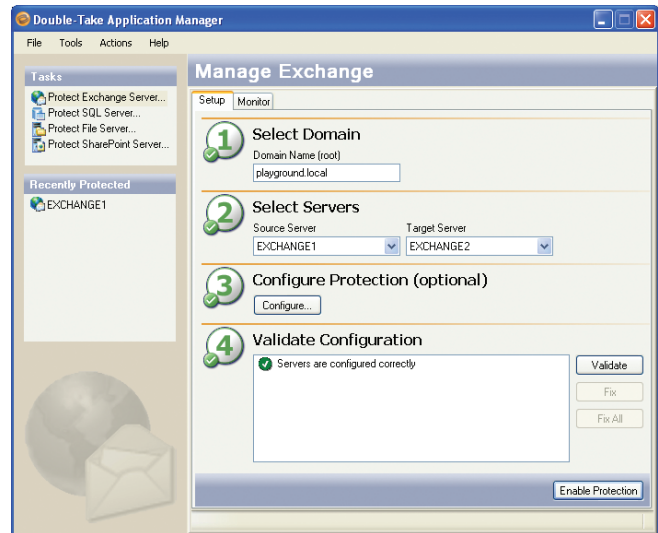 Double-Take Application Manager
File Tools Actions Help
Tasks
Protect Exchange Server...
Protect SQL Server...
Protect File Server...
Protect SharePoint Server...
Recently Protected
EXCHANGE1
Manage Exchange
Setup Monitor
1 Select Domain
Domain Name (root)
playground.local
2 Select Servers
Source Server Target Server
EXCHANGE1 EXCHANGE2
3 Configure Protection (optional)
Configure...
4 Validate Configuration
Servers are configured correctly
Validate
Fix
Fix All
Enable Protection